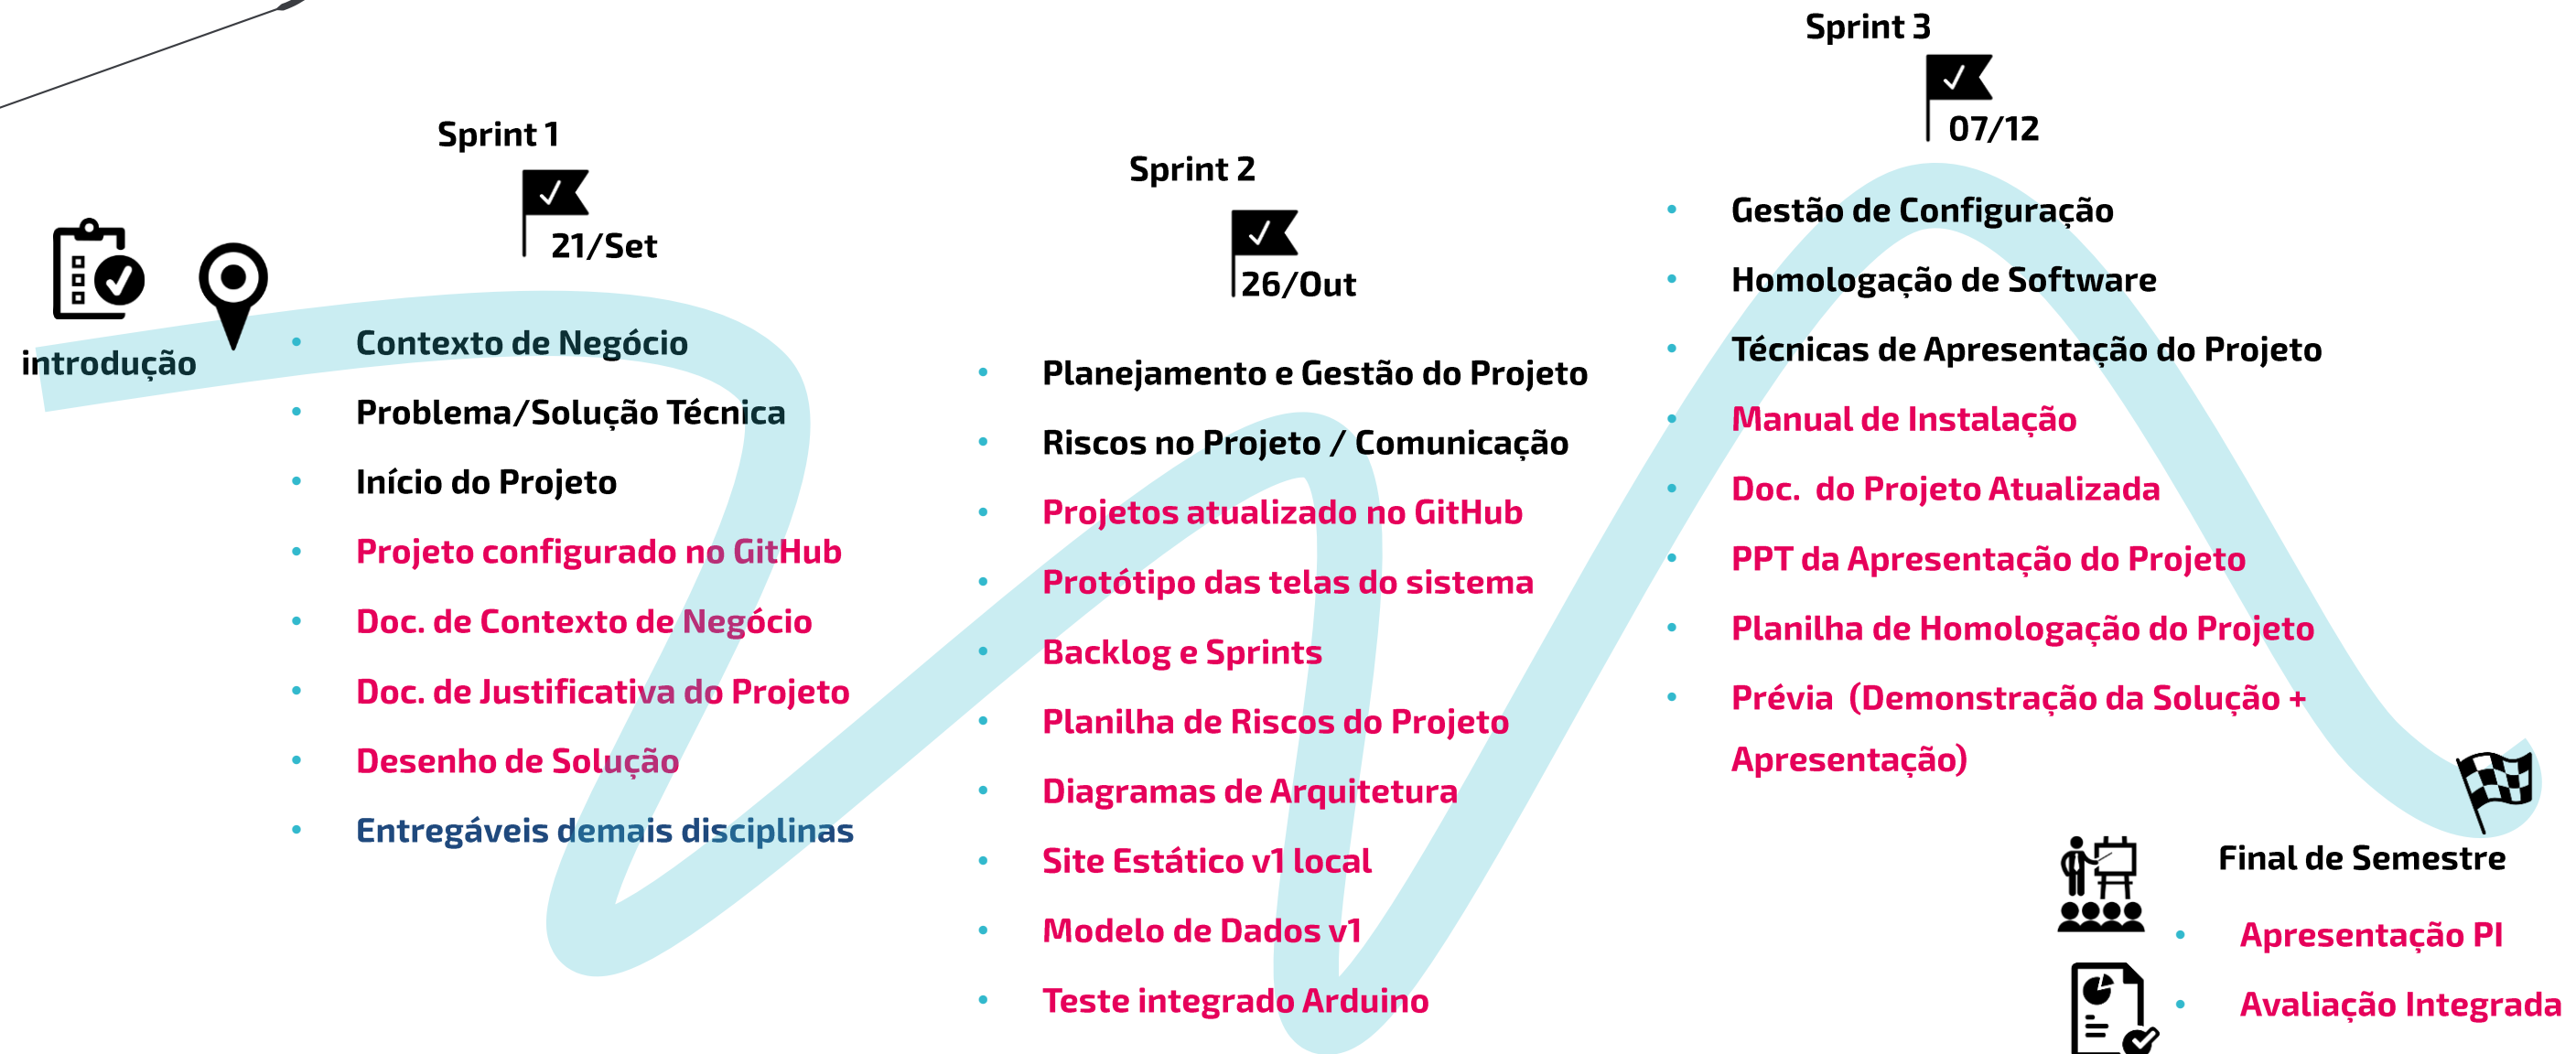 introdução
Sprint 1
21/Set
Contexto de Negócio
Problema/Solução Técnica
Início do Projeto
Projeto configurado no GitHub
Doc. de Contexto de Negócio
Doc. de Justificativa do Projeto
Desenho de Solução
Entregáveis demais disciplinas
Sprint 2
26/Out
Planejamento e Gestão do Projeto
Riscos no Projeto / Comunicação
Projetos atualizado no GitHub
Protótipo das telas do sistema
Backlog e Sprints
Planilha de Riscos do Projeto
Diagramas de Arquitetura
Site Estático v1 local
Modelo de Dados v1
Teste integrado Arduino
Sprint 3
07/12
Gestão de Configuração
Homologação de Software
Técnicas de Apresentação do Projeto
Manual de Instalação
Doc. do Projeto Atualizada
PPT da Apresentação do Projeto
Planilha de Homologação do Projeto
Prévia (Demonstração da Solução +
Apresentação)
Final de Semestre
Apresentação PI
Avaliação Integrada